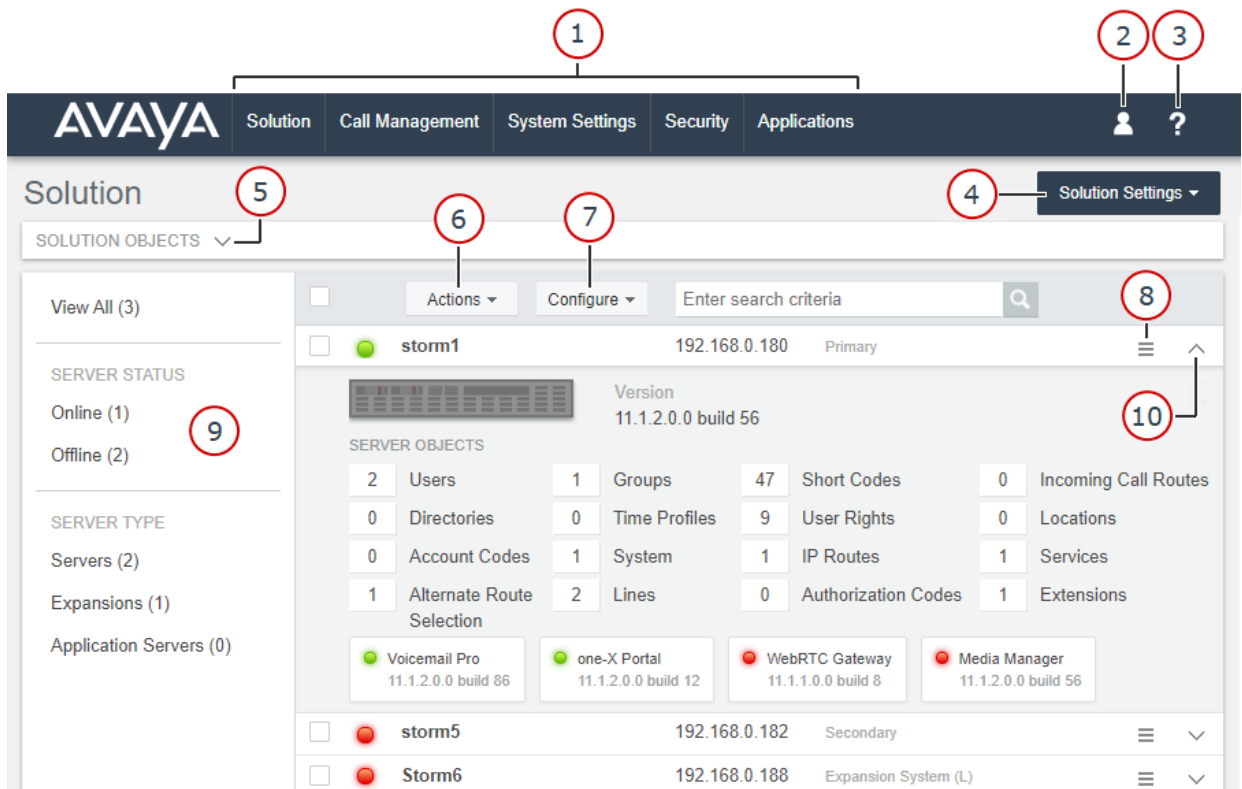 1
2
3
AVAYA
Solution
Call Management
System Settings
Security
Applications
?
Solution
5
4
Solution Settings
SOLUTION OBJECTS
6
7
View All (3)
Actions
Configure
Enter search criteria
8
storm1
192.168.0.180
Primary
SERVER STATUS
Online (1)
9
Offline (2)
Version
11.1.2.0.0 build 56
10
SERVER OBJECTS
2 Users
1 Groups
47 Short Codes
0 Incoming Call Routes
0 Directories
0 Time Profiles
9 User Rights
0 Locations
0 Account Codes
1 System
1 IP Routes
1 Services
1 Alternate Route
Selection
2 Lines
0 Authorization Codes
1 Extensions
SERVER TYPE
Servers (2)
Expansions (1)
Application Servers (0)
Voicemail Pro
11.1.2.0.0 build 86
one-X Portal
11.1.2.0.0 build 12
WebRTC Gateway
11.1.1.0.0 build 8
Media Manager
11.1.2.0.0 build 56
storm5
192.168.0.182
Secondary
Storm6
192.168.0.188
Expansion System (L)